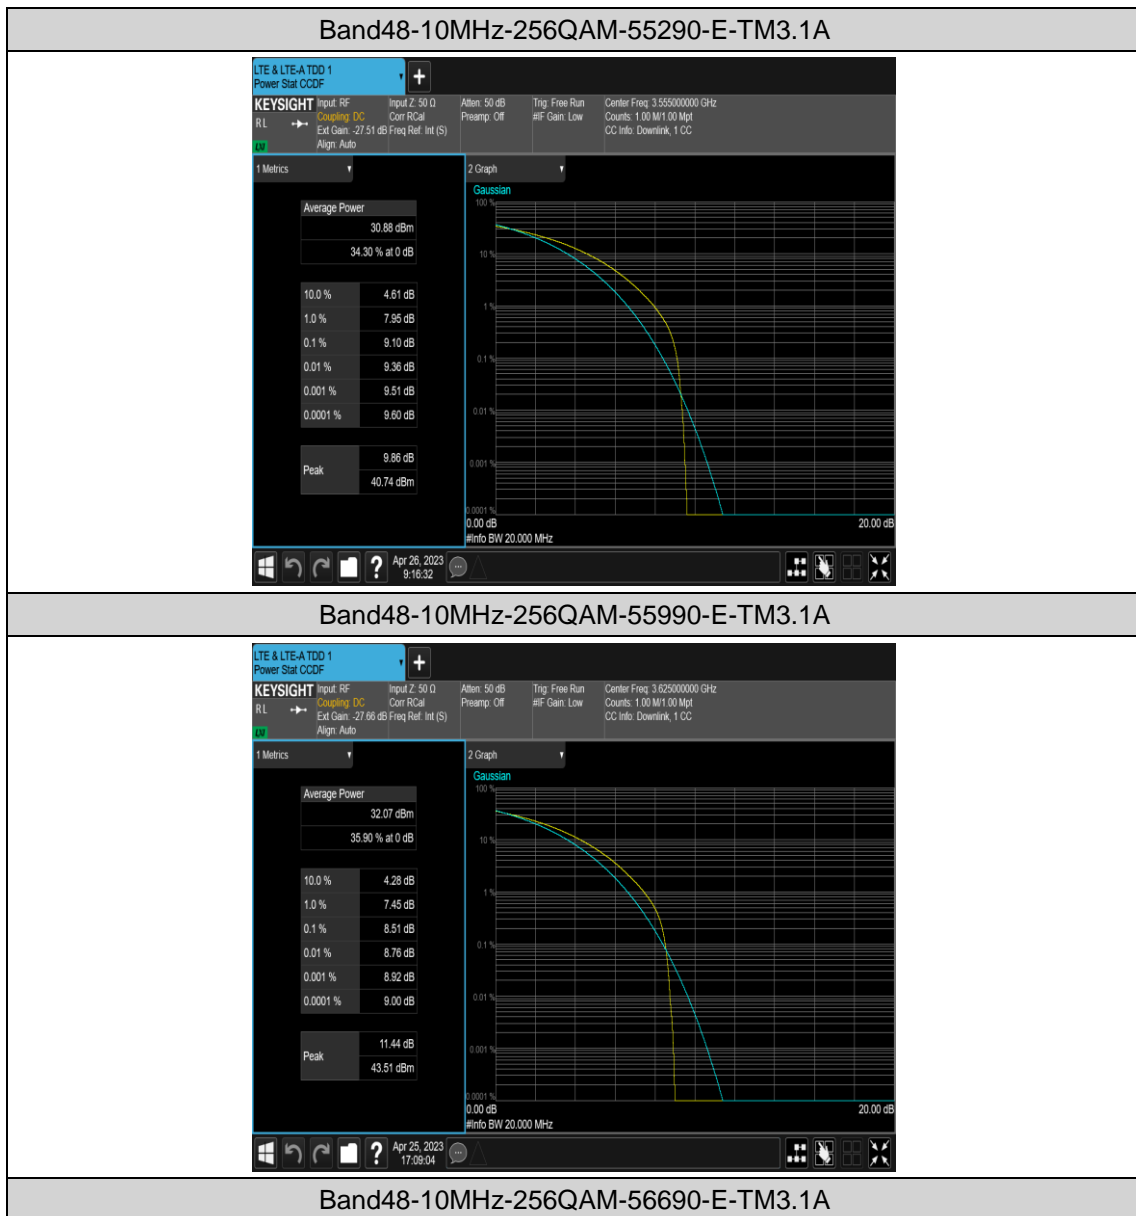 Band48-10MHz-256QAM-55290-E-TM3.1A
LTE & LTE-A TDD 1
Power Stat CCDF
KEYSIGHT Input: RF Input Z: 50 Ω Atten: 50 dB Trig: Free Run Center Freq: 3.555000000 GHz
RL Coupling: DC Corr RCal Preamp: Off #IF Gain: Low Counts: 1.00 M/1.00 Mpt
Ext Gain: -27.51 dB Freq Ref: Int (S) CC Info: Downlink, 1 CC
LXI Align: Auto
1 Metrics
2 Graph
Gaussian
Average Power
30.88 dBm
34.30 % at 0 dB
10.0 % 4.61 dB
1.0 % 7.95 dB
0.1 % 9.10 dB
0.01 % 9.36 dB
0.001 % 9.51 dB
0.0001 % 9.60 dB
Peak 9.86 dB
40.74 dBm
100 %
10 %
1 %
0.1 %
0.01 %
0.001 %
0.0001 %
0.00 dB 20.00 dB
#Info BW 20.000 MHz
Apr 26, 2023
9:16:32
Band48-10MHz-256QAM-55990-E-TM3.1A
LTE & LTE-A TDD 1
Power Stat CCDF
KEYSIGHT Input: RF Input Z: 50 Ω Atten: 50 dB Trig: Free Run Center Freq: 3.625000000 GHz
RL Coupling: DC Corr RCal Preamp: Off #IF Gain: Low Counts: 1.00 M/1.00 Mpt
Ext Gain: -27.66 dB Freq Ref: Int (S) CC Info: Downlink, 1 CC
LXI Align: Auto
1 Metrics
2 Graph
Gaussian
Average Power
32.07 dBm
35.90 % at 0 dB
10.0 % 4.28 dB
1.0 % 7.45 dB
0.1 % 8.51 dB
0.01 % 8.76 dB
0.001 % 8.92 dB
0.0001 % 9.00 dB
Peak 11.44 dB
43.51 dBm
100 %
10 %
1 %
0.1 %
0.01 %
0.001 %
0.0001 %
0.00 dB 20.00 dB
#Info BW 20.000 MHz
Apr 25, 2023
17:09:04
Band48-10MHz-256QAM-56690-E-TM3.1A